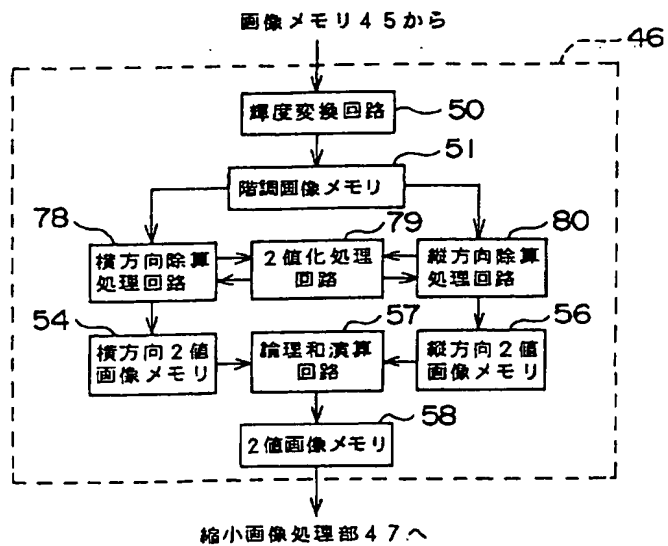 画像メモリ45から
46
輝度変換回路
50
51
階調画像メモリ
78
79
80
横方向除算
処理回路
2値化処理
回路
縦方向除算
処理回路
54
57
56
横方向2値
画像メモリ
論理和演算
回路
縦方向2値
画像メモリ
58
2値画像メモリ
縮小画像処理部47へ